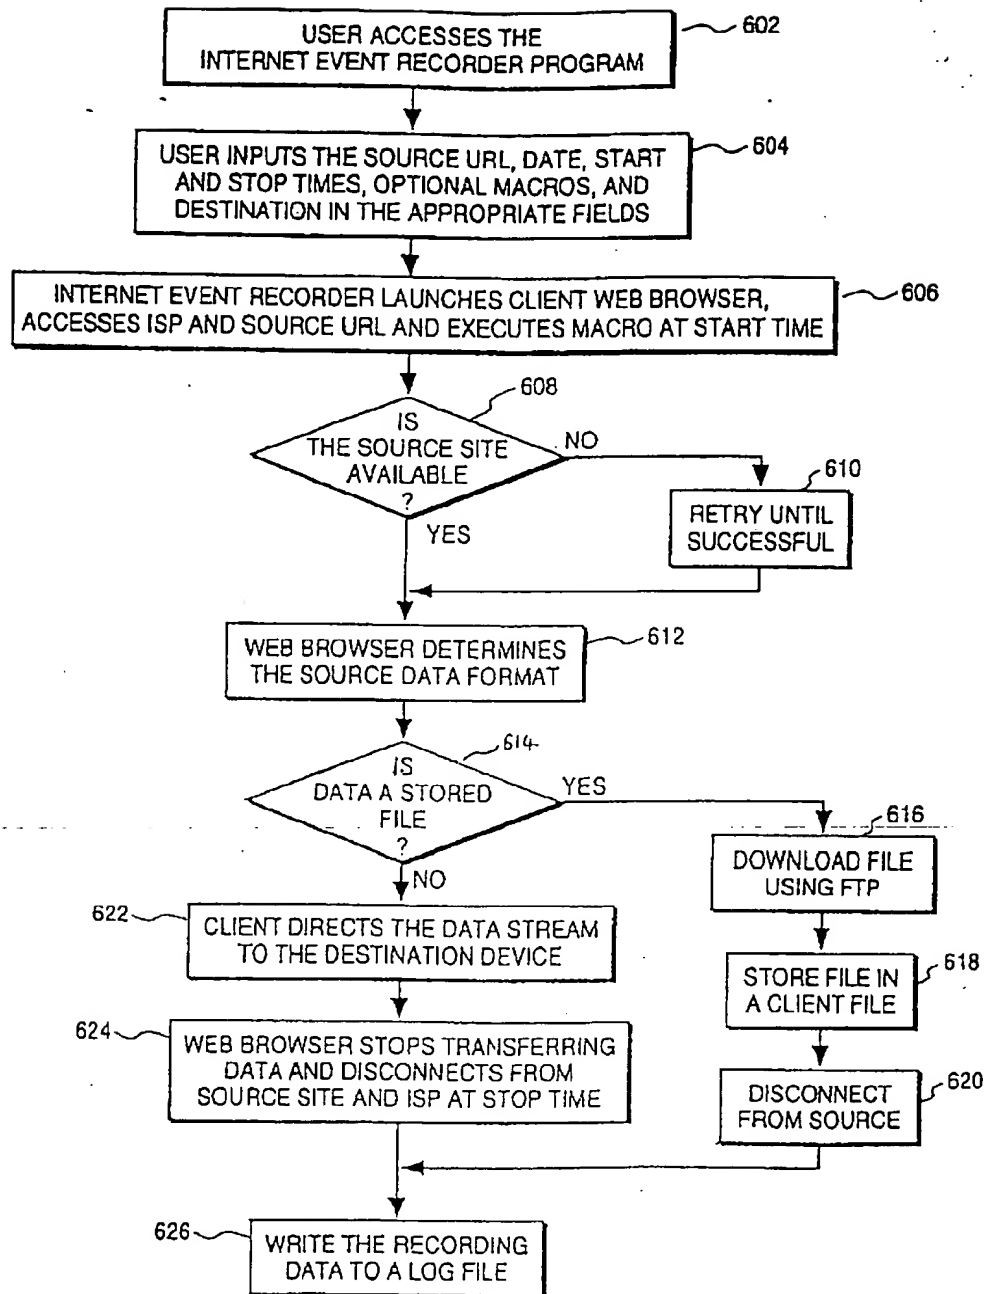 USER ACCESSES THE
INTERNET EVENT RECORDER PROGRAM
602
USER INPUTS THE SOURCE URL, DATE, START
AND STOP TIMES, OPTIONAL MACROS, AND
DESTINATION IN THE APPROPRIATE FIELDS
604
INTERNET EVENT RECORDER LAUNCHES CLIENT WEB BROWSER,
ACCESSES ISP AND SOURCE URL AND EXECUTES MACRO AT START TIME
606
IS
THE SOURCE SITE
AVAILABLE
?
608
NO
610
RETRY UNTIL
SUCCESSFUL
YES
WEB BROWSER DETERMINES
THE SOURCE DATA FORMAT
612
IS
DATA A STORED
FILE
?
614
YES
616
DOWNLOAD FILE
USING FTP
NO
622
CLIENT DIRECTS THE DATA STREAM
TO THE DESTINATION DEVICE
STORE FILE IN
A CLIENT FILE
618
624
WEB BROWSER STOPS TRANSFERRING
DATA AND DISCONNECTS FROM
SOURCE SITE AND ISP AT STOP TIME
DISCONNECT
FROM SOURCE
620
626
WRITE THE RECORDING
DATA TO A LOG FILE